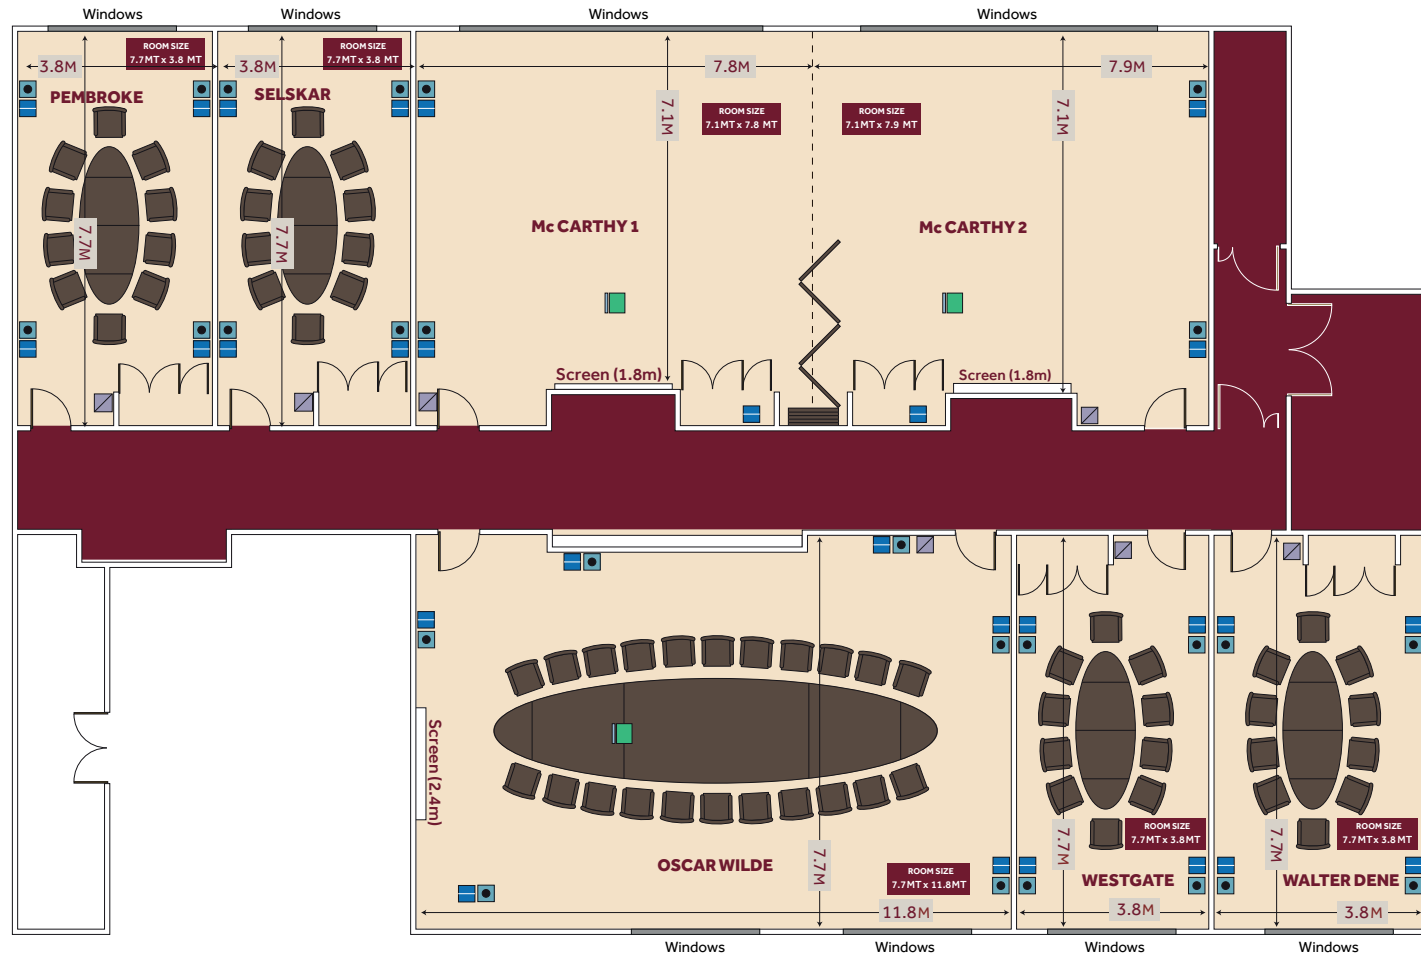 Windows
Windows
Windows
Windows
ROOM SIZE
7.7MT x 3.8 MT
ROOM SIZE
7.7MT x 3.8 MT
3.8M
3.8M
7.8M
7.9M
PEMBROKE
SELSKAR
7.1M
ROOM SIZE
7.1MT x 7.8 MT
ROOM SIZE
7.1MT x 7.9 MT
7.1M
7.7M
7.7M
Mc CARTHY 1
Mc CARTHY 2
Screen (1.8m)
Screen (1.8m)
Screen (2.4m)
OSCAR WILDE
7.7M
ROOM SIZE
7.7MT x 11.8MT
11.8M
7.7M
ROOM SIZE
7.7MT x 3.8MT
WESTGATE
3.8M
7.7M
ROOM SIZE
7.7MT x 3.8MT
WALTER DENE
3.8M
Windows
Windows
Windows
Windows